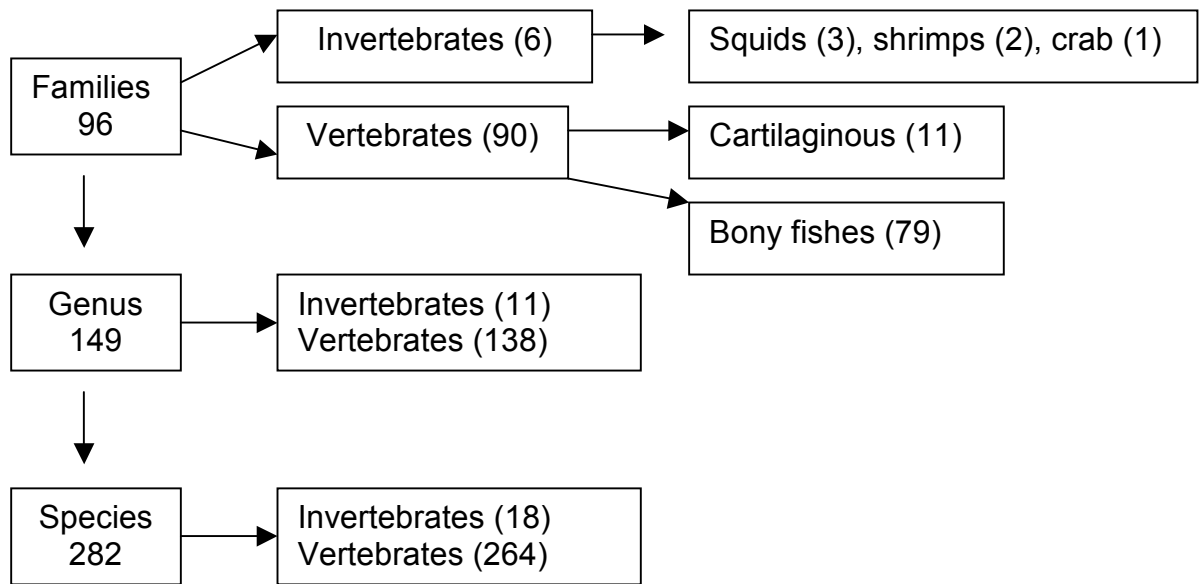 Families
96
Invertebrates (6)
Squids (3), shrimps (2), crab (1)
Vertebrates (90)
Cartilaginous (11)
Bony fishes (79)
Genus
149
Invertebrates (11)
Vertebrates (138)
Species
282
Invertebrates (18)
Vertebrates (264)